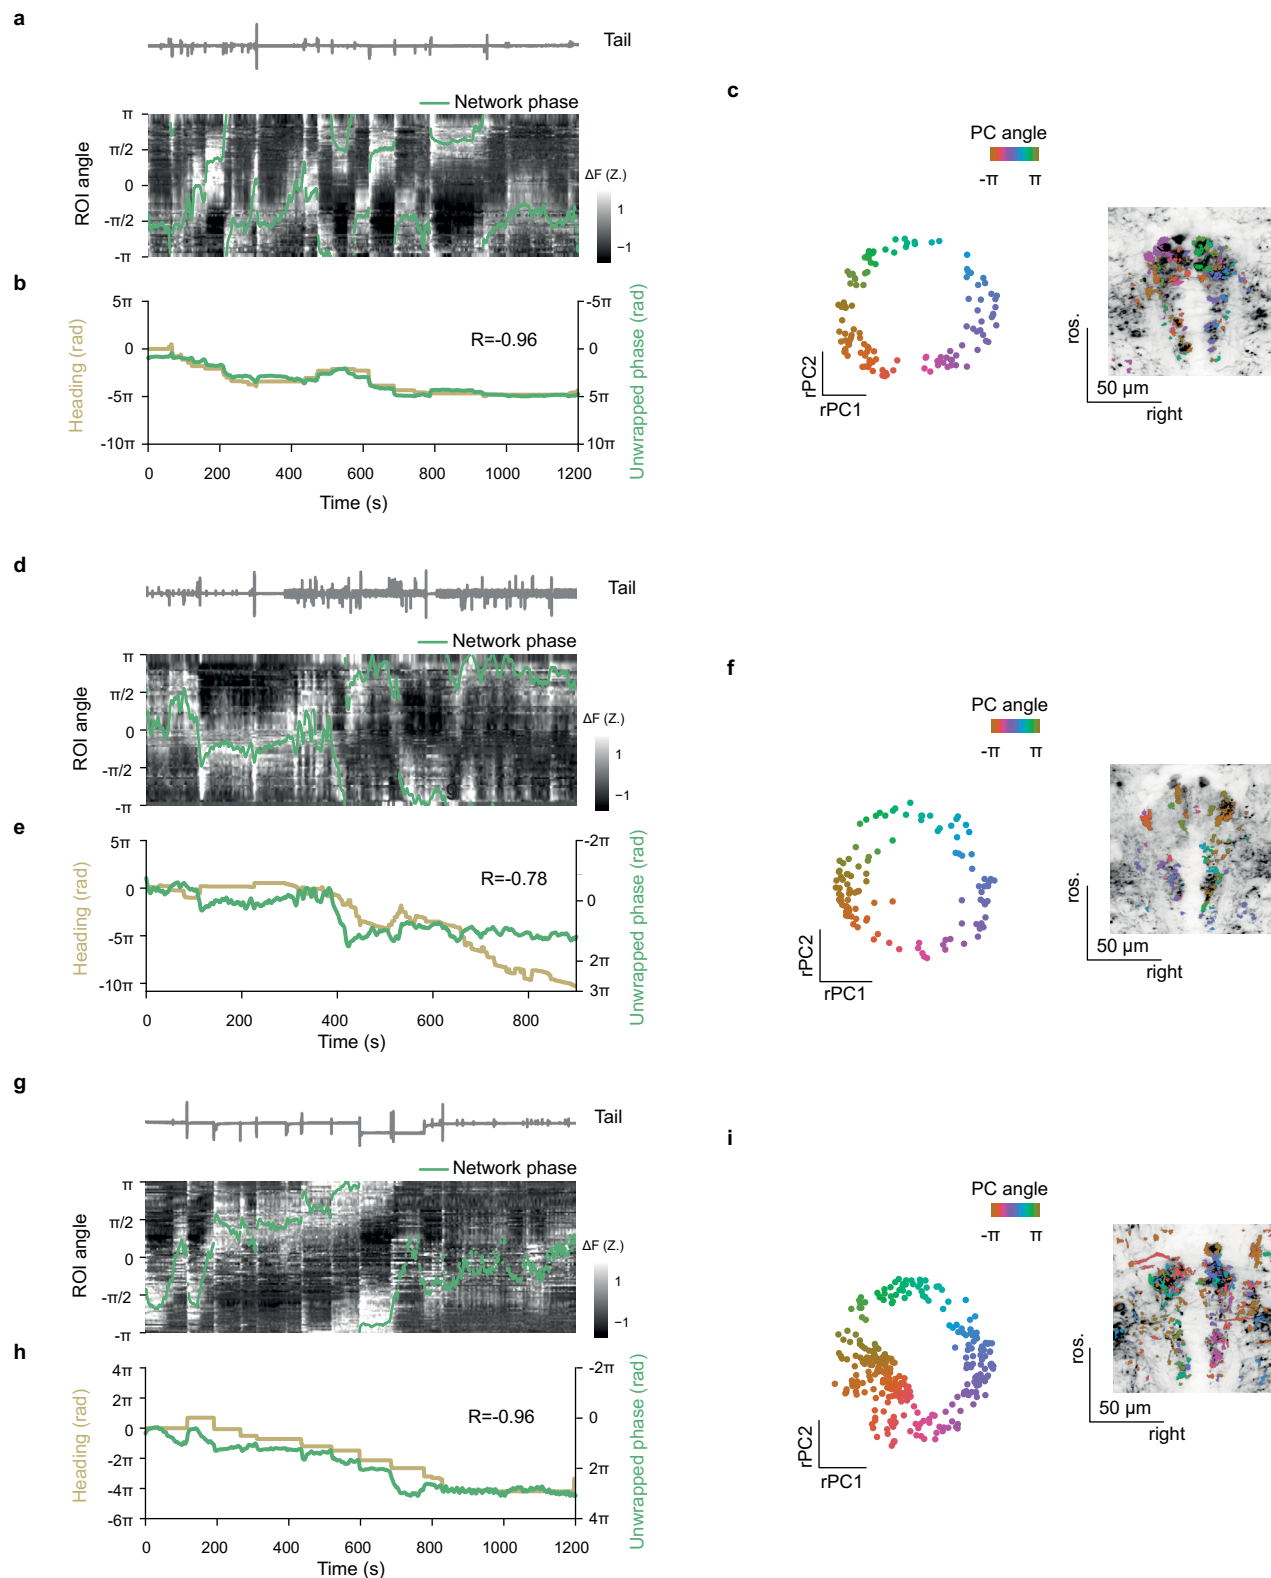 a
Tail
Network phase
π
π/2
0
-π/2
-π
ROI angle
ΔF (Z.)
1
−1
b
5π
0
-5π
-10π
Heading (rad)
R=-0.96
-5π
0
5π
10π
Unwrapped phase (rad)
0 200 400 600 800 1000 1200
Time (s)
c
PC angle
-π π
rPC2
rPC1
ros.
50 µm
right
d
Tail
Network phase
π
π/2
0
-π/2
-π
ROI angle
ΔF (Z.)
1
−1
g
e
5π
0
-5π
-10π
Heading (rad)
R=-0.78
-2π
0
2π
3π
Unwrapped phase (rad)
0 200 400 600 800
Time (s)
f
PC angle
-π π
rPC2
rPC1
ros.
50 µm
right
g
Tail
Network phase
π
π/2
0
-π/2
-π
ROI angle
ΔF (Z.)
1
−1
h
4π
2π
0
-2π
-4π
-6π
Heading (rad)
R=-0.96
-2π
0
2π
4π
Unwrapped phase (rad)
0 200 400 600 800 1000 1200
Time (s)
i
PC angle
-π π
rPC2
rPC1
ros.
50 µm
right